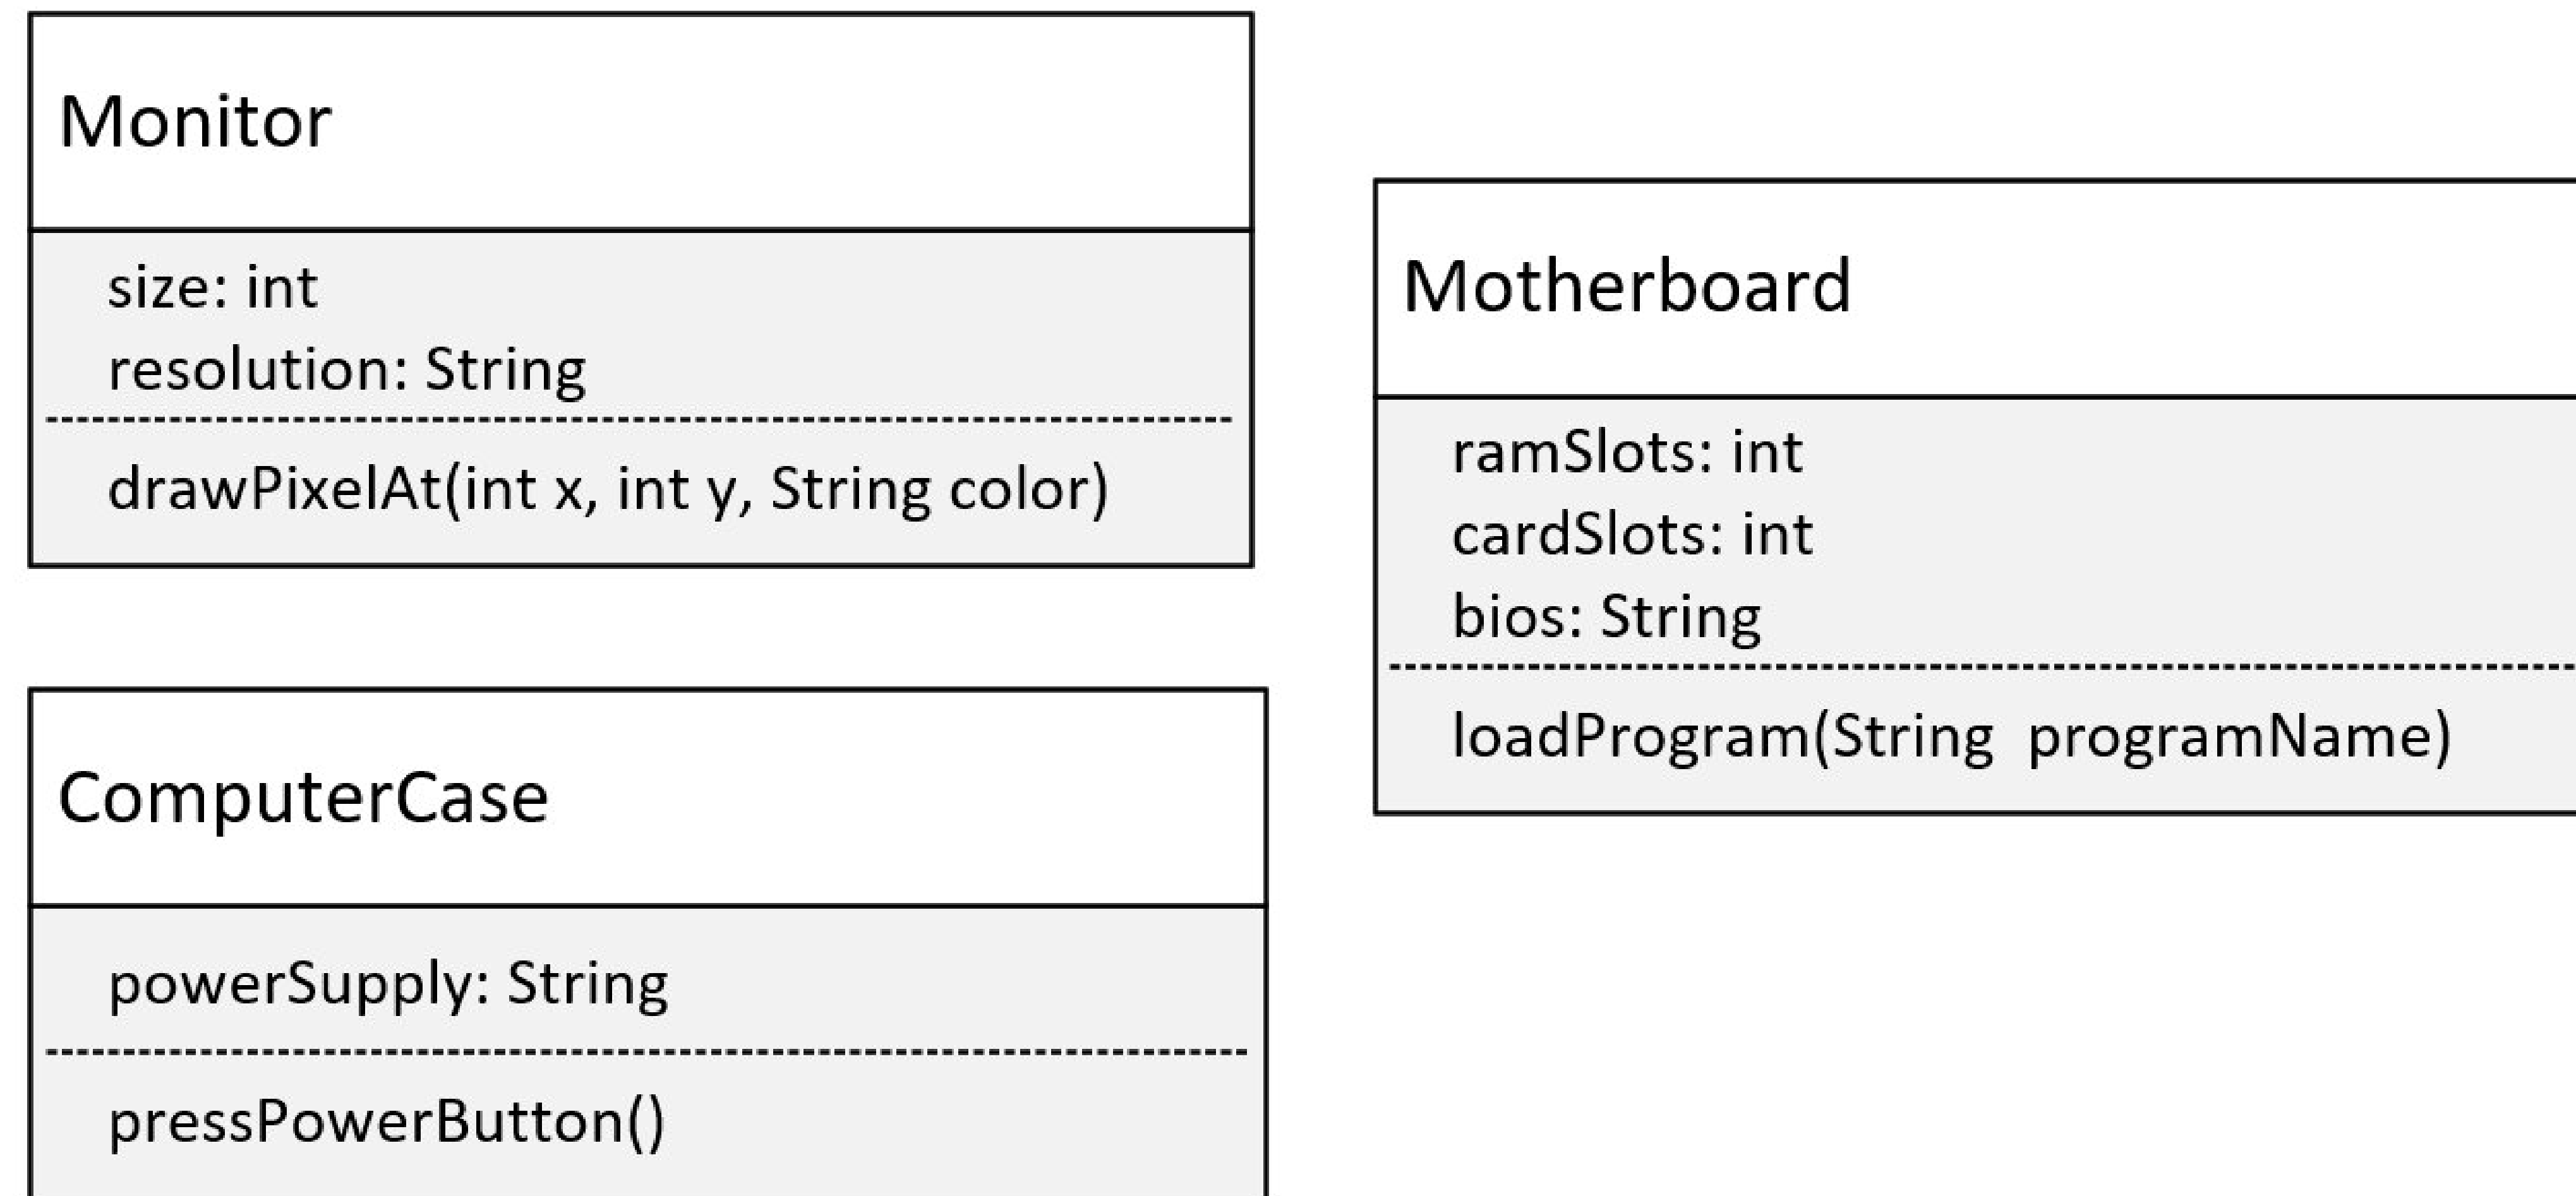 Monitor
size: int
resolution: String
drawPixelAt(int x, int y, String color)
Motherboard
ramSlots: int
cardSlots: int
bios: String
loadProgram(String programName)
ComputerCase
powerSupply: String
pressPowerButton()